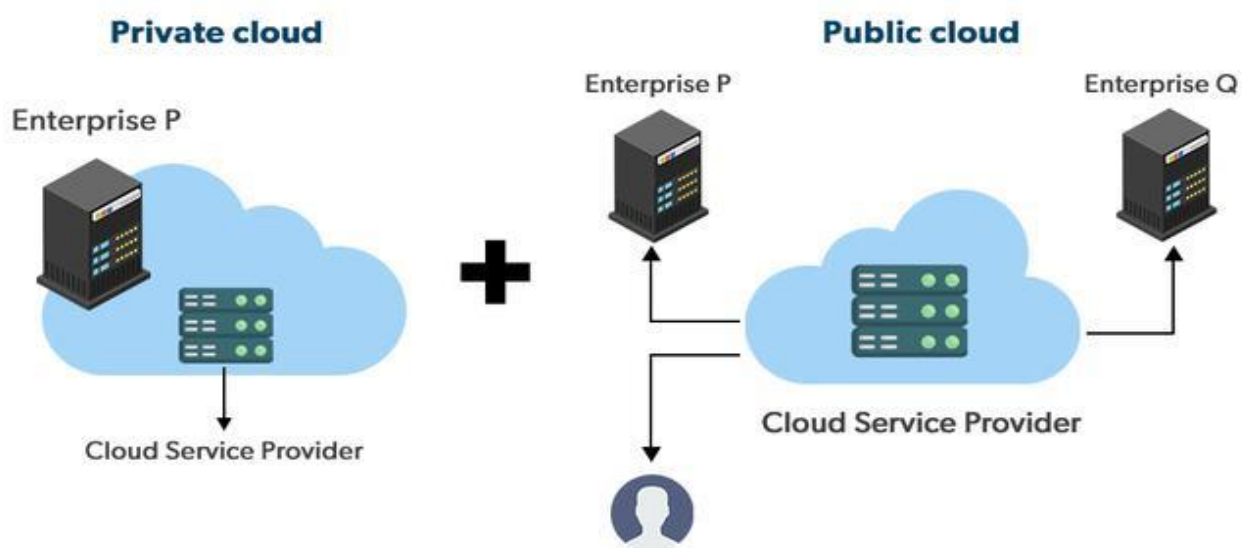 Private cloud
Public cloud
Enterprise P
Enterprise P
Enterprise Q
Cloud Service Provider
Cloud Service Provider